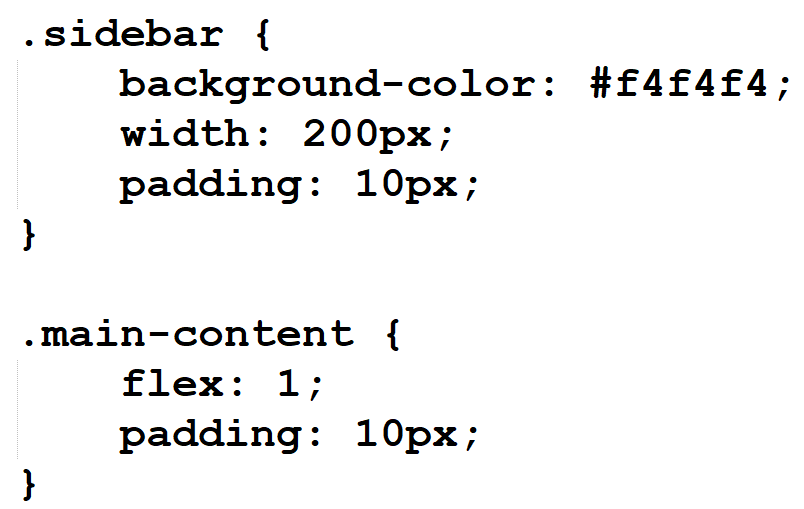 .sidebar {
    background-color: #f4f4f4;
    width: 200px;
    padding: 10px;
}

.main-content {
    flex: 1;
    padding: 10px;
}